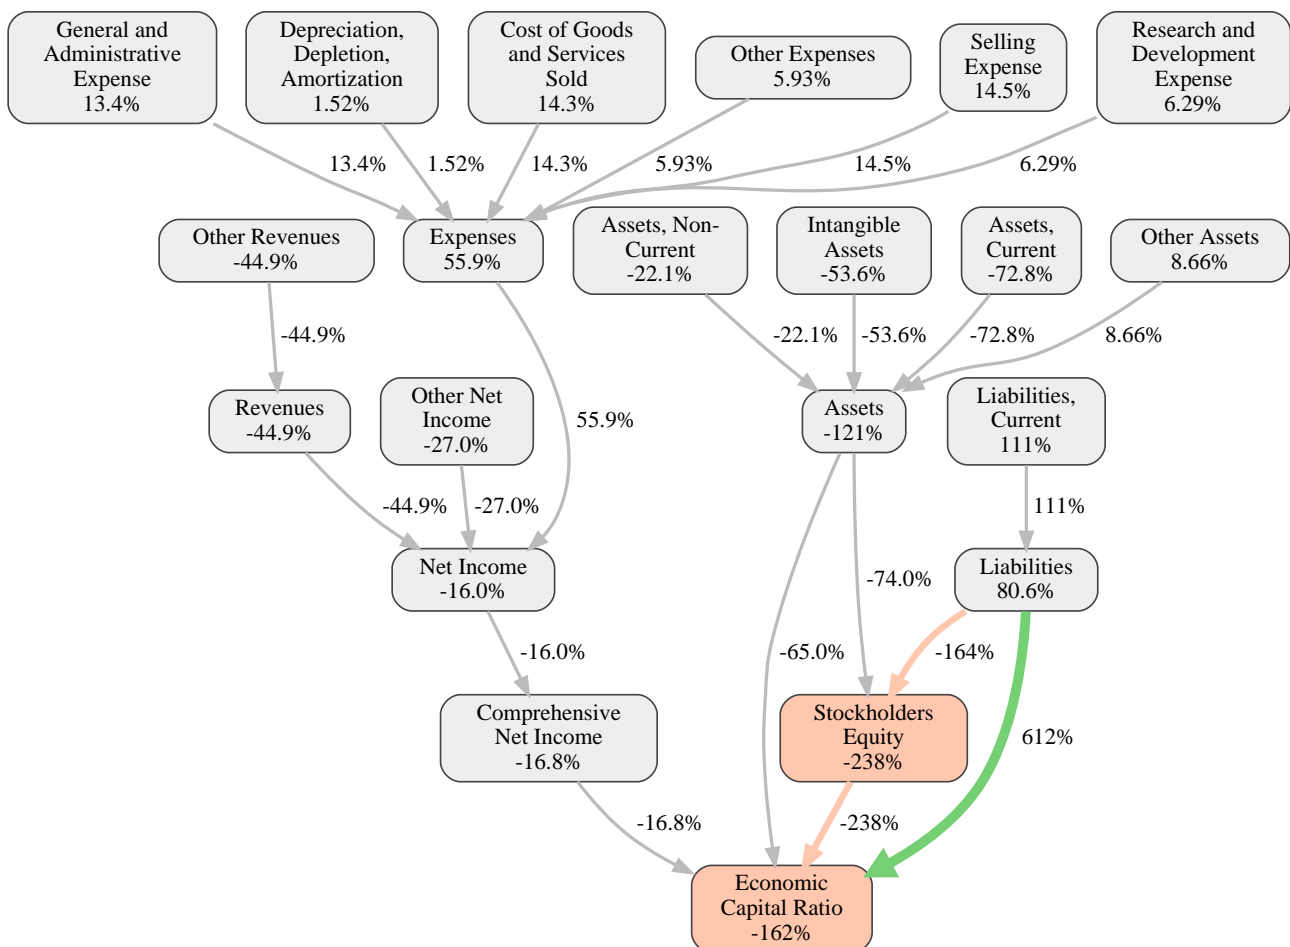 General and
Administrative
Expense
13.4%
Depreciation,
Depletion,
Amortization
1.52%
Cost of Goods
and Services
Sold
14.3%
Other Expenses
5.93%
Selling
Expense
14.5%
Research and
Development
Expense
6.29%
13.4%
1.52%
14.3%
5.93%
14.5%
6.29%
Other Revenues
-44.9%
Expenses
55.9%
Assets, Non-
Current
-22.1%
Intangible
Assets
-53.6%
Assets,
Current
-72.8%
Other Assets
8.66%
-44.9%
-22.1%
-53.6%
-72.8%
8.66%
Revenues
-44.9%
Other Net
Income
-27.0%
55.9%
Assets
-121%
Liabilities,
Current
111%
-44.9%
-27.0%
111%
Net Income
-16.0%
-74.0%
Liabilities
80.6%
-16.0%
-65.0%
-164%
Comprehensive
Net Income
-16.8%
Stockholders
Equity
-238%
612%
-16.8%
-238%
Economic
Capital Ratio
-162%